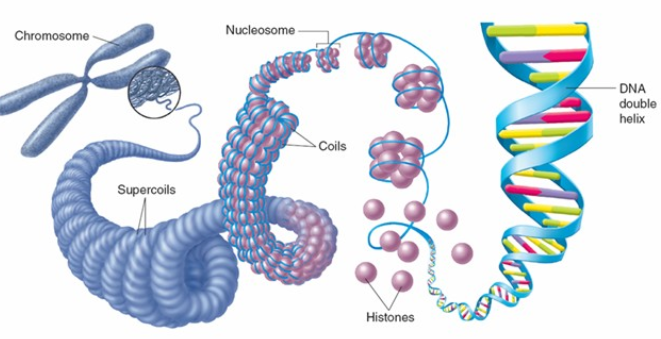 Chromosome
Nucleosome
DNA
double
helix
Coils
Supercoils
Histones